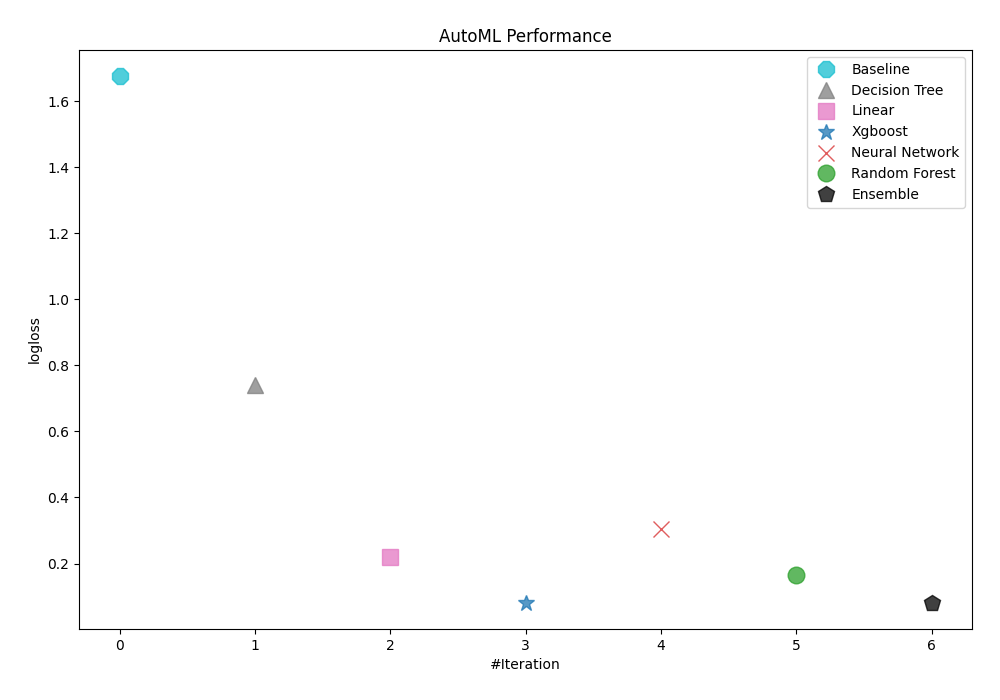 AutoML Performance
Baseline
Decision Tree
Linear
Xgboost
Neural Network
Random Forest
Ensemble
logloss
1.6
1.4
1.2
1.0
0.8
0.6
0.4
0.2
0 1 2 3 4 5 6
#Iteration